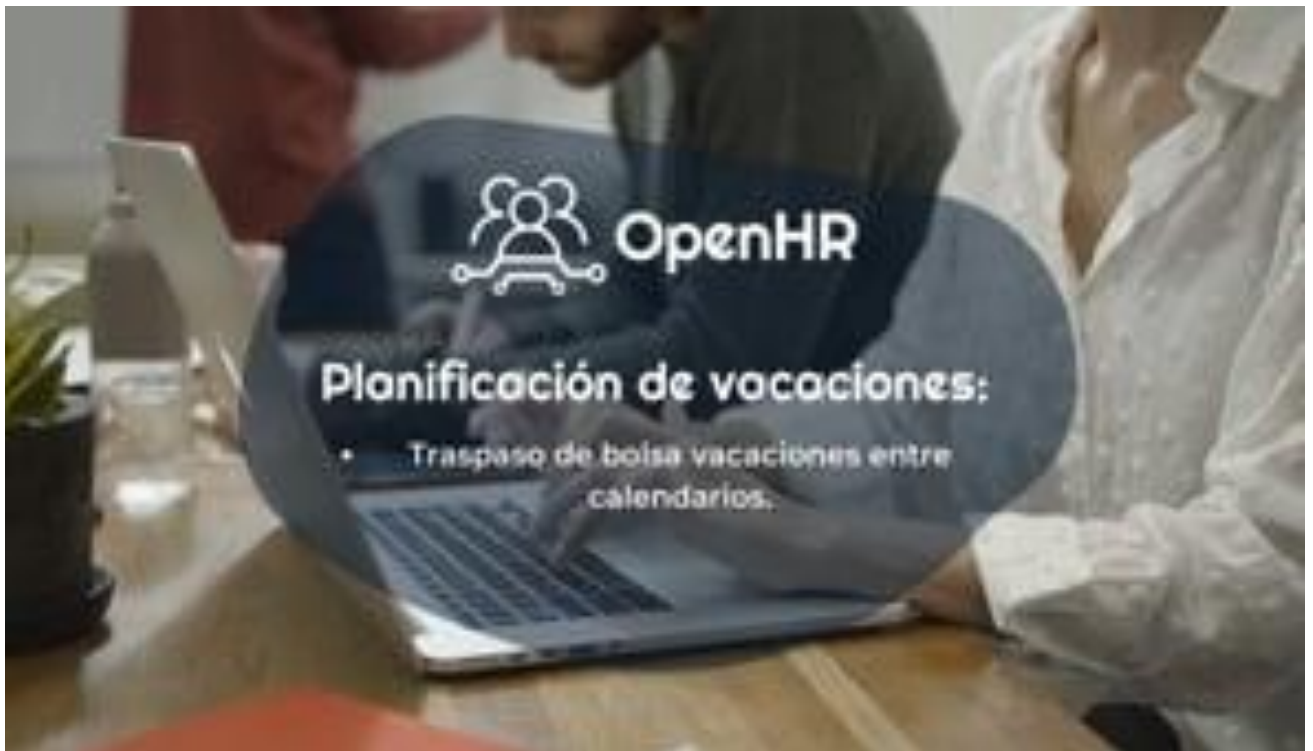 OpenHR
Planificación de vacaciones:
• Traspaso de bolsa vacaciones entre
calendarios.